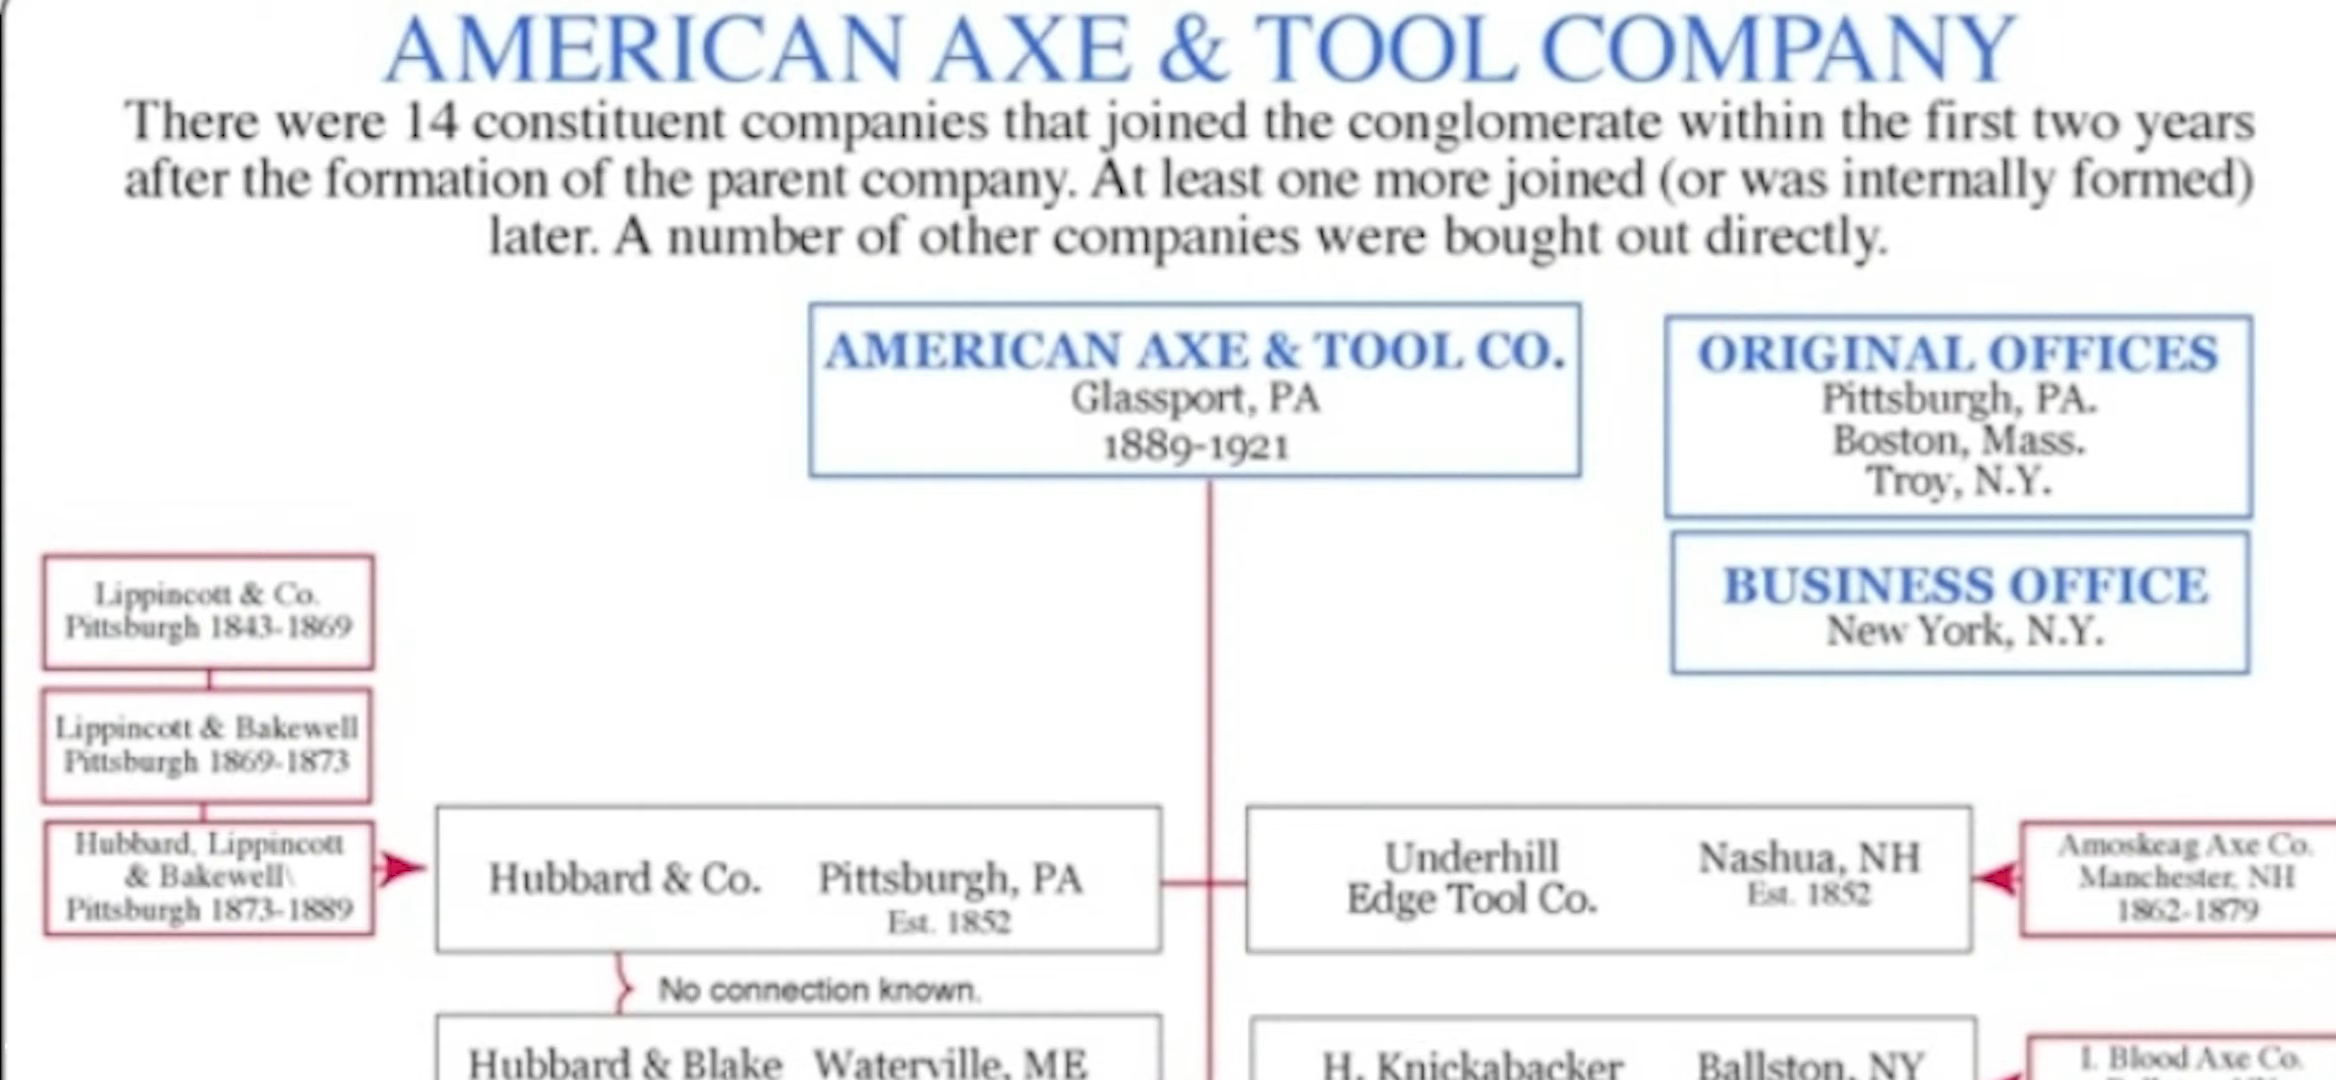 AMERICAN AXE & TOOL COMPANY
There were 14 constituent companies that joined the conglomerate within the first two years
after the formation of the parent company. At least one more joined (or was internally formed)
later. A number of other companies were bought out directly.
AMERICAN AXE & TOOL CO.
Glassport, PA
1889-1921
ORIGINAL OFFICES
Pittsburgh, PA.
Boston, Mass.
Troy, N.Y.
BUSINESS OFFICE
New York, N.Y.
Lippincott & Co.
Pittsburgh 1843-1869
Lippincott & Bakewell
Pittsburgh 1869-1873
Hubbard, Lippincott
& Bakewell\
Pittsburgh 1873-1889
Hubbard & Co. Pittsburgh, PA
Est. 1852
Underhill
Edge Tool Co.
Nashua, NH
Est. 1852
Amoskeag Axe Co.
Manchester, NH
1862-1879
No connection known.
Hubbard & Blake Waterville, ME
H. Knickabacker Ballston, NY
I. Blood Axe Co.